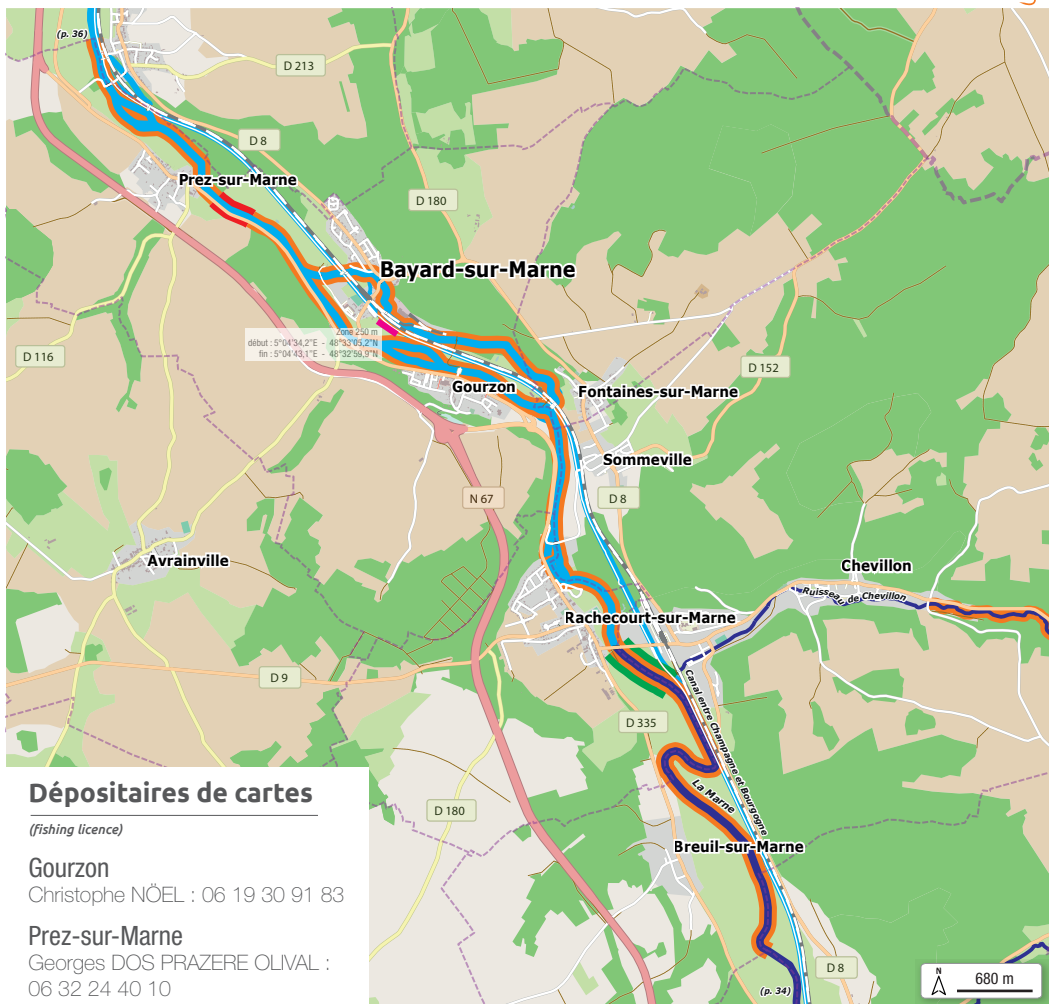 (p. 36)
D 213
D 8
Prez-sur-Marne
D 180
Bayard-sur-Marne
Zone 250 m
début : 5°04'34,2"E - 48°33'05,2"N
fin : 5°04'43,1"E - 48°32'59,9"N
D 116
D 152
Gourzon
Fontaines-sur-Marne
Sommeville
N 67
D 8
Avrainville
Chevillon
Ruisseau de Chevillon
Rachecourt-sur-Marne
D 9
Canal entre Champagne et Bourgogne
D 335
La Marne
D 180
Breuil-sur-Marne
D 8
(p. 34)
N
680 m
Dépositaires de cartes
(fishing licence)
Gourzon
Christophe NÖEL : 06 19 30 91 83
Prez-sur-Marne
Georges DOS PRAZERE OLIVAL :
06 32 24 40 10